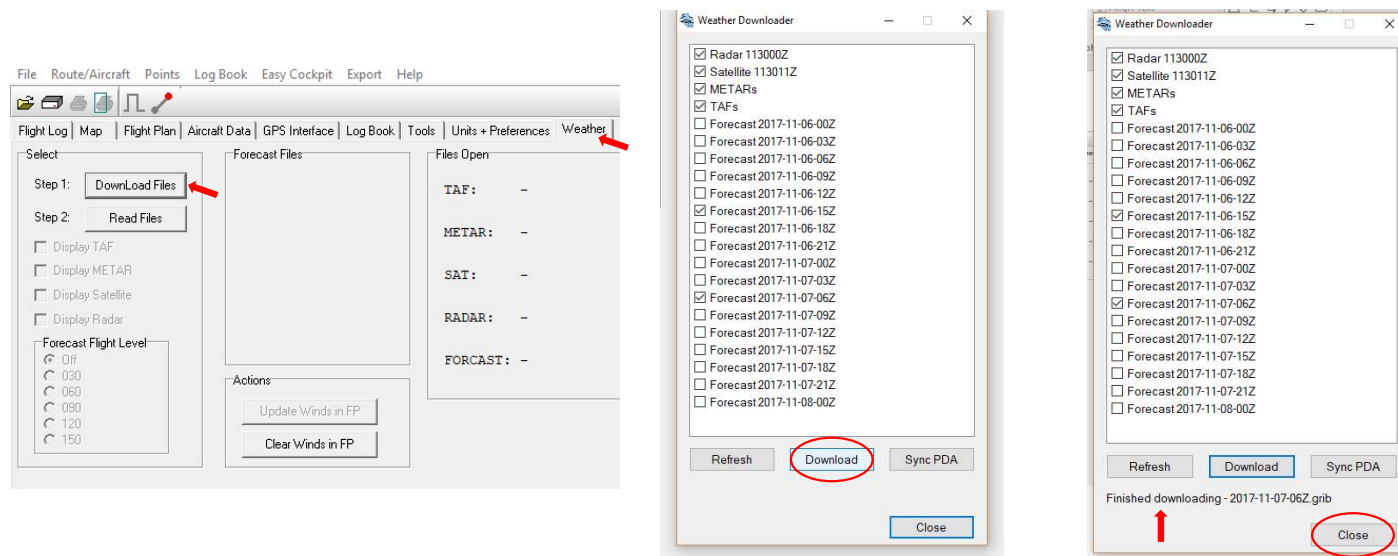 File Route/Aircraft Points Log Book Easy Cockpit Export Help
Flight Log Map Flight Plan Aircraft Data GPS Interface Log Book Tools Units + Preferences Weather
Select
Step 1: DownLoad Files
Step 2: Read Files
Display TAF
Display METAR
Display Satellite
Display Radar
Forecast Flight Level
Off
030
060
090
120
150
Forecast Files
Actions
Update Winds in FP
Clear Winds in FP
Files Open
TAF: -
METAR: -
SAT: -
RADAR: -
FORCAST: -
Weather Downloader
Radar 113000Z
Satellite 113011Z
METARs
TAFs
Forecast 2017-11-06-00Z
Forecast 2017-11-06-03Z
Forecast 2017-11-06-06Z
Forecast 2017-11-06-09Z
Forecast 2017-11-06-12Z
Forecast 2017-11-06-15Z
Forecast 2017-11-06-18Z
Forecast 2017-11-06-21Z
Forecast 2017-11-07-00Z
Forecast 2017-11-07-03Z
Forecast 2017-11-07-06Z
Forecast 2017-11-07-09Z
Forecast 2017-11-07-12Z
Forecast 2017-11-07-15Z
Forecast 2017-11-07-18Z
Forecast 2017-11-07-21Z
Forecast 2017-11-08-00Z
Refresh Download Sync PDA
Close
Weather Downloader
Radar 113000Z
Satellite 113011Z
METARs
TAFs
Forecast 2017-11-06-00Z
Forecast 2017-11-06-03Z
Forecast 2017-11-06-06Z
Forecast 2017-11-06-09Z
Forecast 2017-11-06-12Z
Forecast 2017-11-06-15Z
Forecast 2017-11-06-18Z
Forecast 2017-11-06-21Z
Forecast 2017-11-07-00Z
Forecast 2017-11-07-03Z
Forecast 2017-11-07-06Z
Forecast 2017-11-07-09Z
Forecast 2017-11-07-12Z
Forecast 2017-11-07-15Z
Forecast 2017-11-07-18Z
Forecast 2017-11-07-21Z
Forecast 2017-11-08-00Z
Refresh Download Sync PDA
Finished downloading - 2017-11-07-06Z.grib
Close